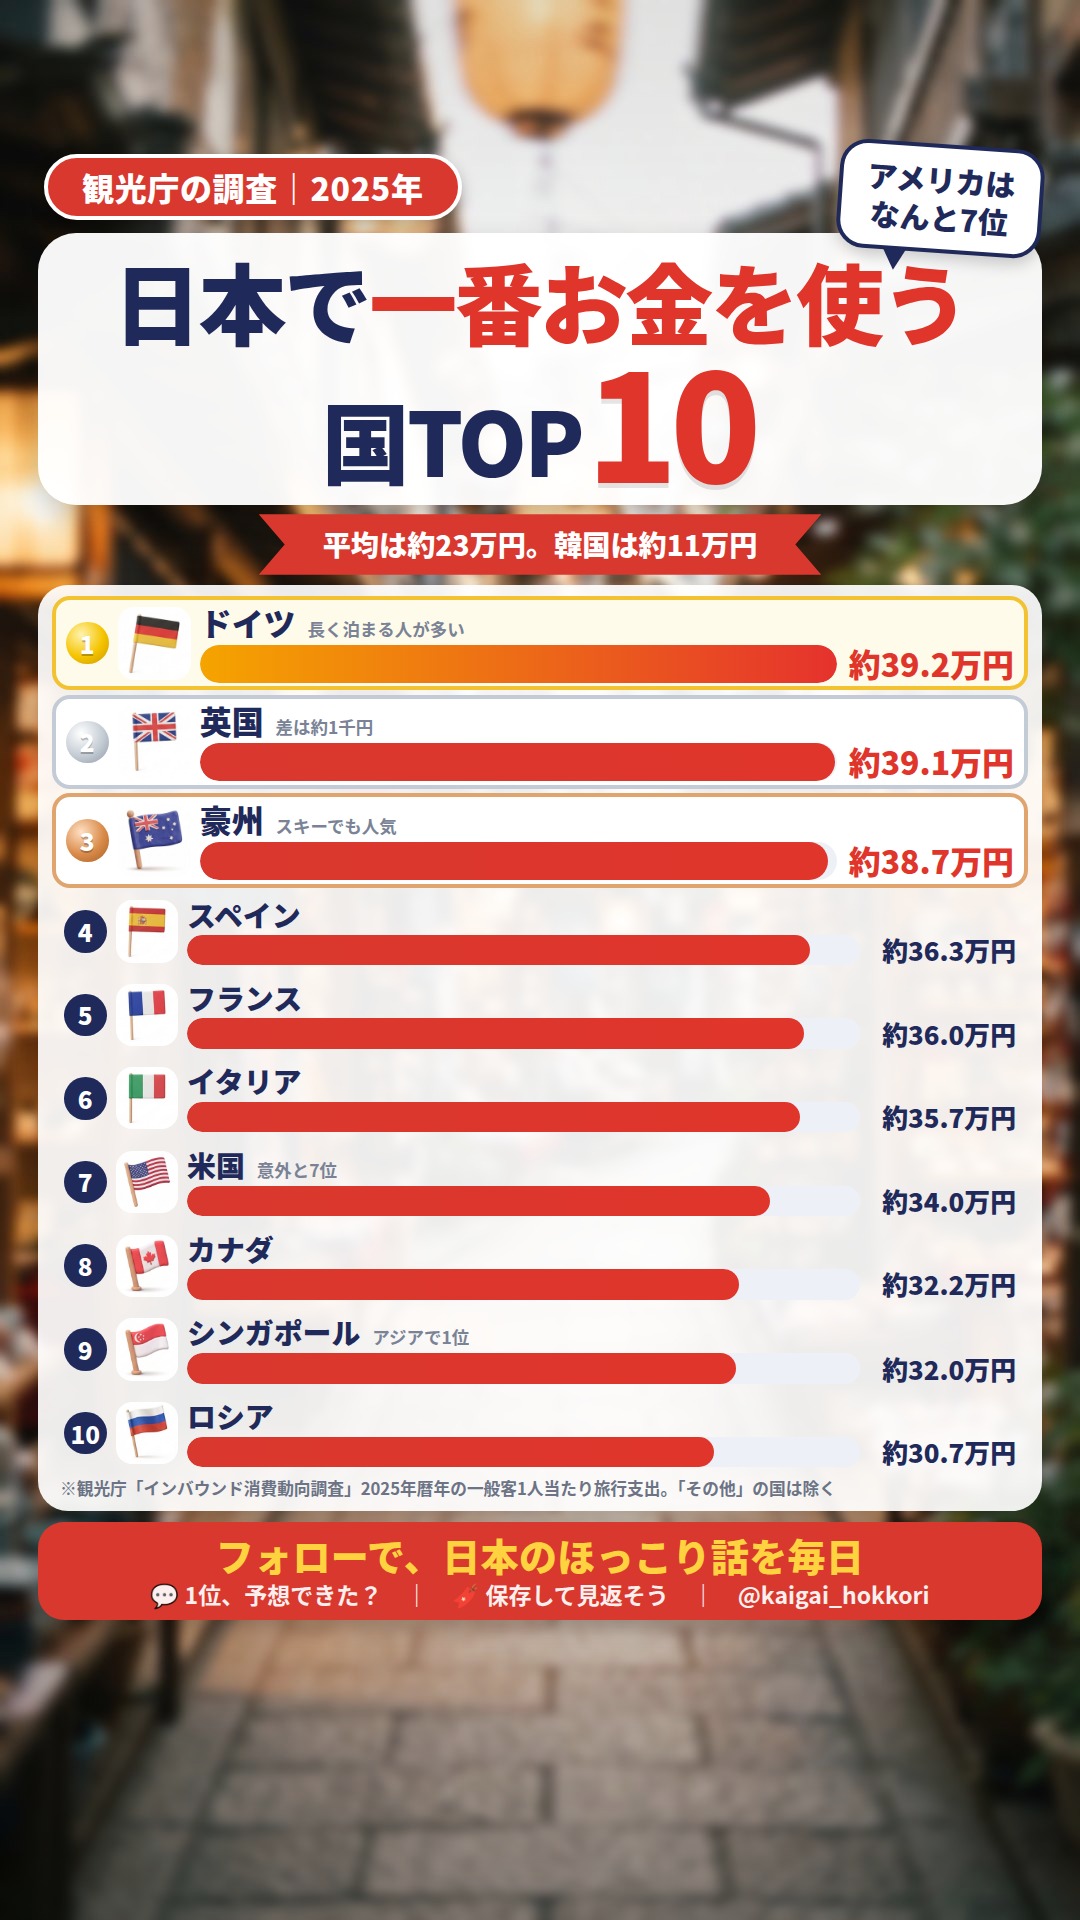 観光庁の調査｜2025年
アメリカは
なんと7位
日本で一番お金を使う
国TOP10
平均は約23万円。韓国は約11万円
1 ドイツ 長く泊まる人が多い 約39.2万円
2 英国 差は約1千円 約39.1万円
3 豪州 スキーでも人気 約38.7万円
4 スペイン 約36.3万円
5 フランス 約36.0万円
6 イタリア 約35.7万円
7 米国 意外と7位 約34.0万円
8 カナダ 約32.2万円
9 シンガポール アジアで1位 約32.0万円
10 ロシア 約30.7万円
※観光庁「インバウンド消費動向調査」2025年暦年の一般客1人当たり旅行支出。「その他」の国は除く
フォローで、日本のほっこり話を毎日
💬 1位、予想できた？ ｜ 🔖 保存して見返そう ｜ @kaigai_hokkori